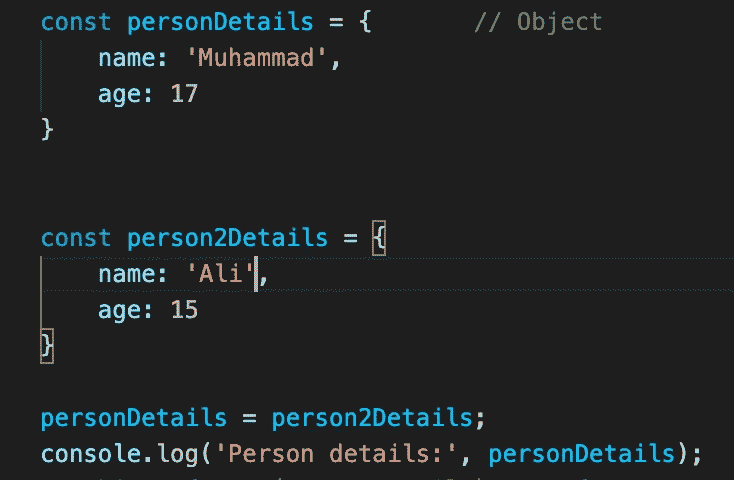 const personDetails = {       // Object
    name: 'Muhammad',
    age: 17
}
const person2Details = {
    name: 'Ali',
    age: 15
}
personDetails = person2Details;
console.log('Person details:', personDetails);